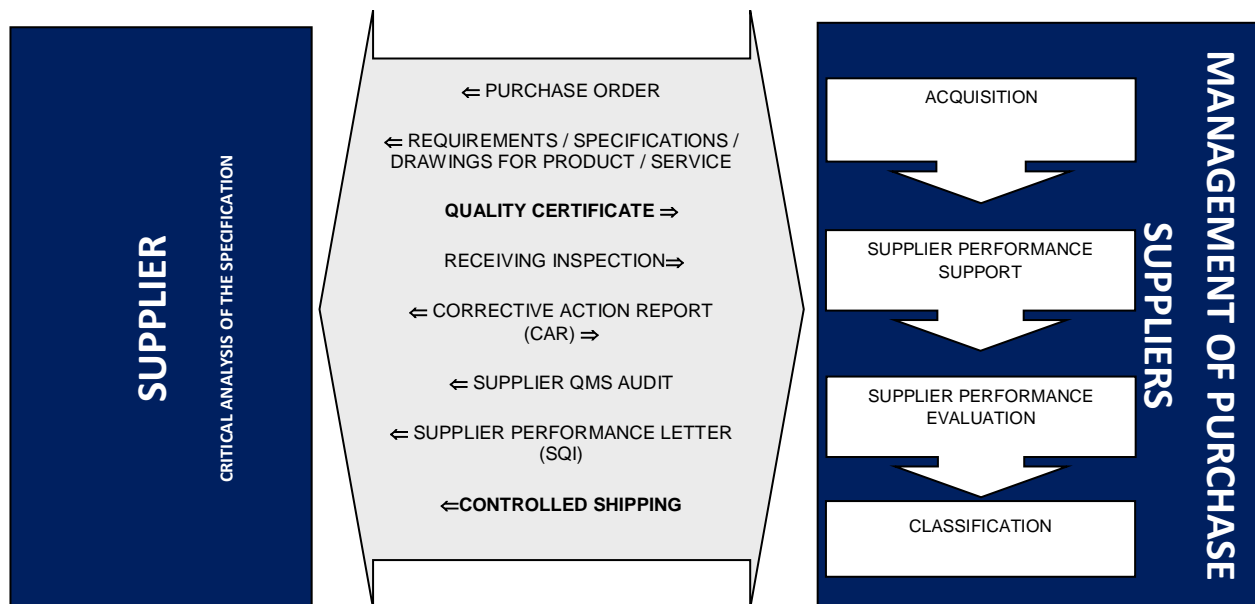 SUPPLIER
CRITICAL ANALYSIS OF THE SPECIFICATION
⇐ PURCHASE ORDER
⇐ REQUIREMENTS / SPECIFICATIONS /
DRAWINGS FOR PRODUCT / SERVICE
QUALITY CERTIFICATE ⇒
RECEIVING INSPECTION⇒
⇐ CORRECTIVE ACTION REPORT
(CAR) ⇒
⇐ SUPPLIER QMS AUDIT
⇐ SUPPLIER PERFORMANCE LETTER
(SQI)
⇐CONTROLLED SHIPPING
ACQUISITION
SUPPLIER PERFORMANCE
SUPPORT
SUPPLIER PERFORMANCE
EVALUATION
CLASSIFICATION
MANAGEMENT OF PURCHASE
SUPPLIERS